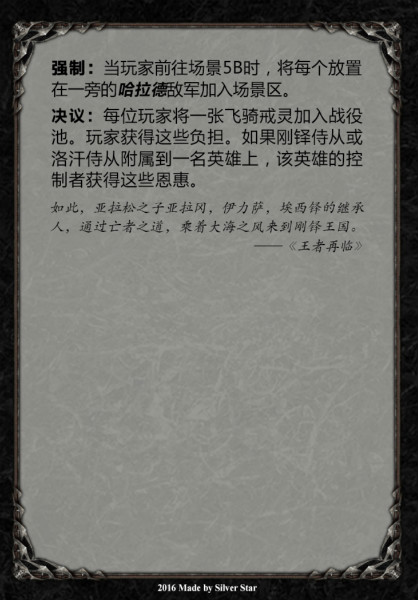 强制：当玩家前往场景5B时，将每个放置
在一旁的哈拉德敌军加入场景区。
决议：每位玩家将一张飞骑戒灵加入战役
池。玩家获得这些负担。如果刚铎侍从或
洛汗侍从附属到一名英雄上，该英雄的控
制者获得这些恩惠。
如此，亚拉松之子亚拉冈，伊力萨，埃西铎的继承
人，通过亡者之道，乘着大海之风来到刚铎王国。
——《王者再临》
2016 Made by Silver Star